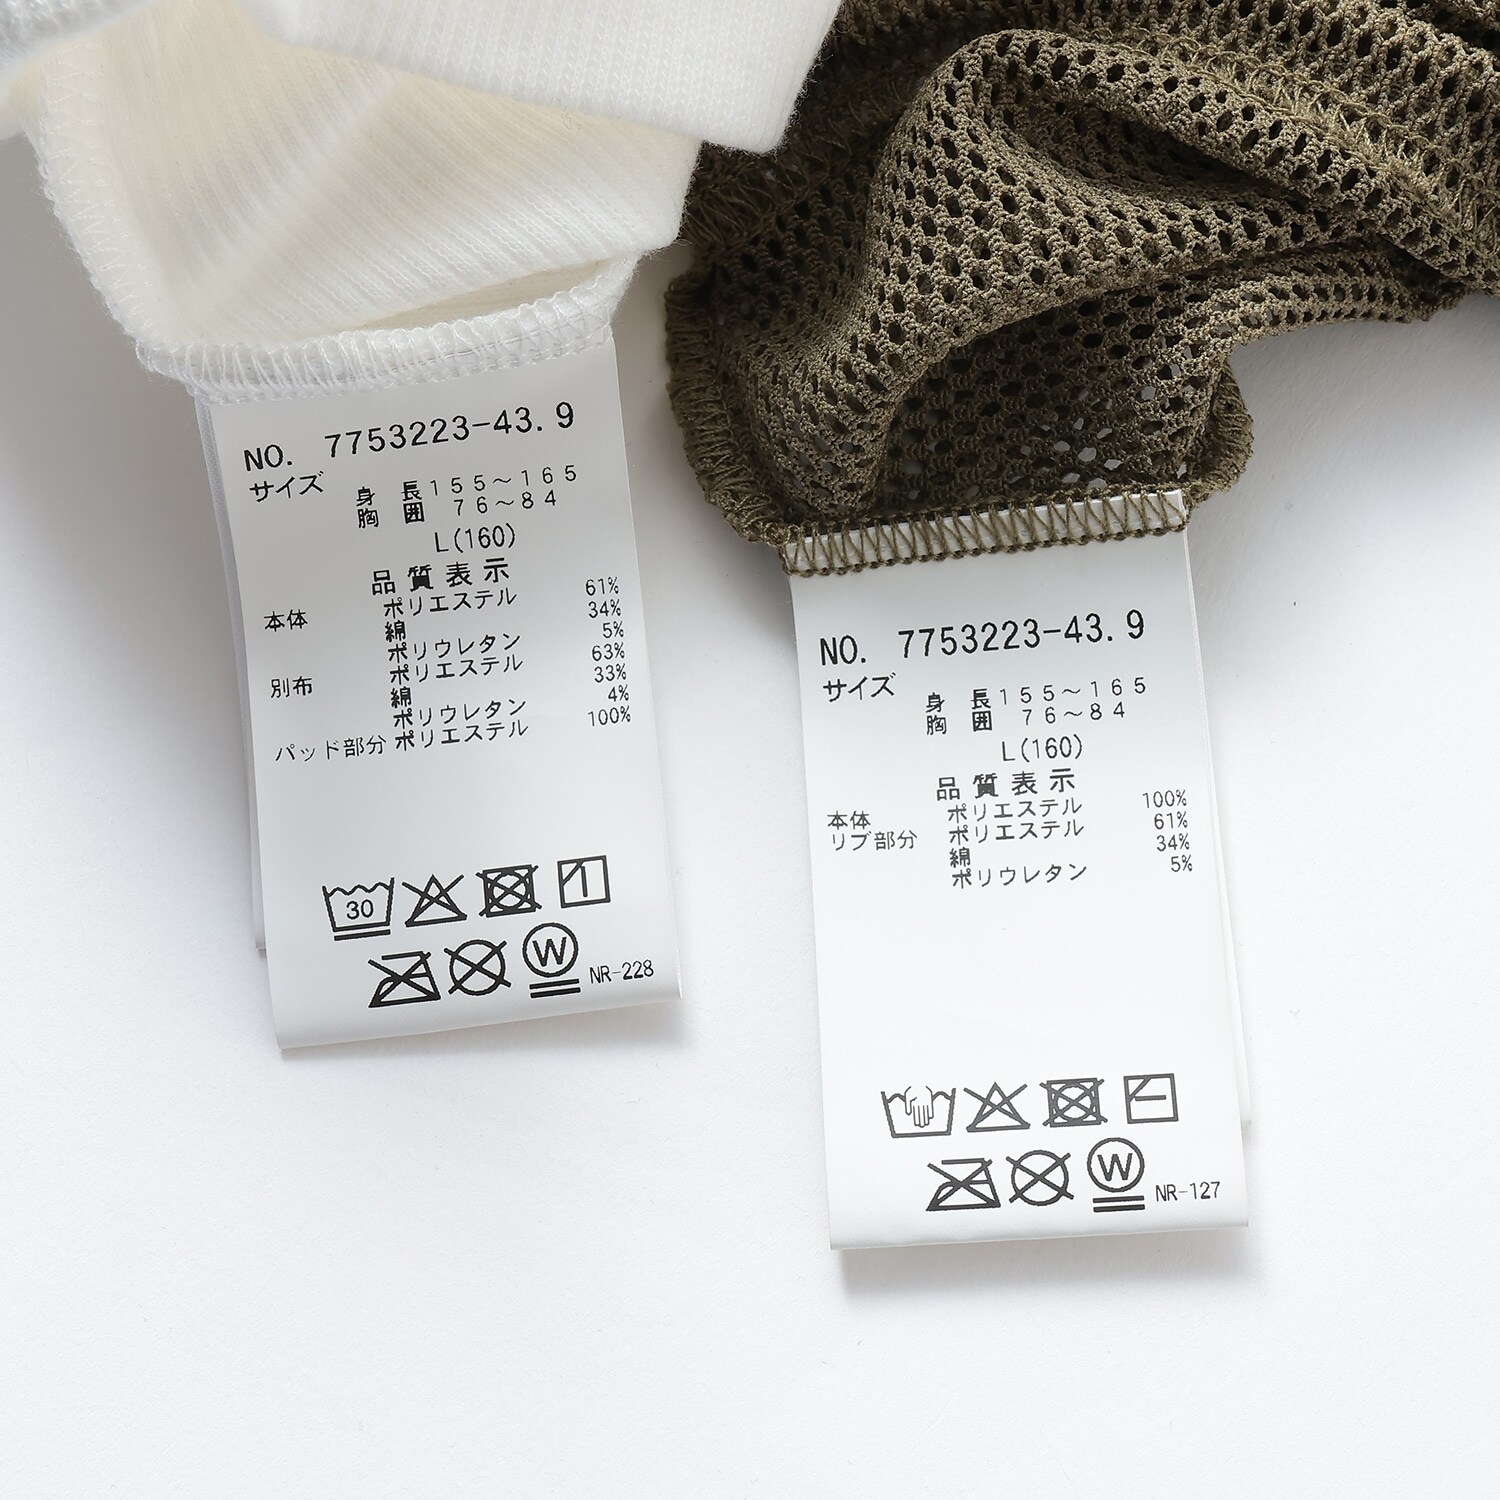 NO. 7753223-43.9
サイズ
身 長155～165
胸 囲 76～84
L(160)
品質表示
本体 ポリエステル 61%
綿 34%
ポリウレタン 5%
別布 ポリエステル 63%
綿 33%
ポリウレタン 4%
パッド部分 ポリエステル 100%
30
W NR-228
NO. 7753223-43.9
サイズ
身 長155～165
胸 囲 76～84
L(160)
品質表示
本体 ポリエステル 100%
リブ部分 ポリエステル 61%
綿 34%
ポリウレタン 5%
W NR-127